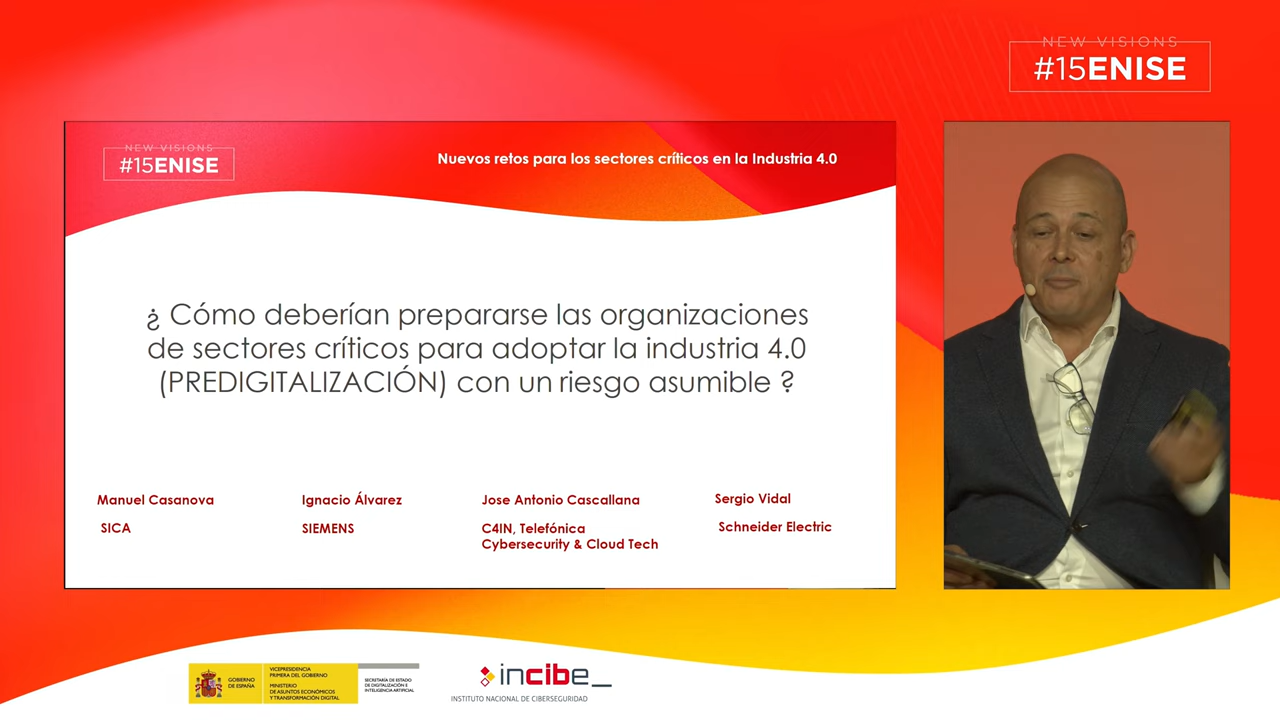 NEW VISIONS
#15ENISE
NEW VISIONS
#15ENISE
Nuevos retos para los sectores críticos en la Industria 4.0
¿ Cómo deberían prepararse las organizaciones
de sectores críticos para adoptar la industria 4.0
(PREDIGITALIZACIÓN) con un riesgo asumible ?
Manuel Casanova
SICA
Ignacio Álvarez
SIEMENS
Jose Antonio Cascallana
C4IN, Telefónica
Cybersecurity & Cloud Tech
Sergio Vidal
Schneider Electric
GOBIERNO
DE ESPAÑA
VICEPRESIDENCIA
PRIMERA DEL GOBIERNO
MINISTERIO
DE ASUNTOS ECONÓMICOS
Y TRANSFORMACIÓN DIGITAL
SECRETARÍA DE ESTADO
DE DIGITALIZACIÓN E
INTELIGENCIA ARTIFICIAL
incibe_
INSTITUTO NACIONAL DE CIBERSEGURIDAD